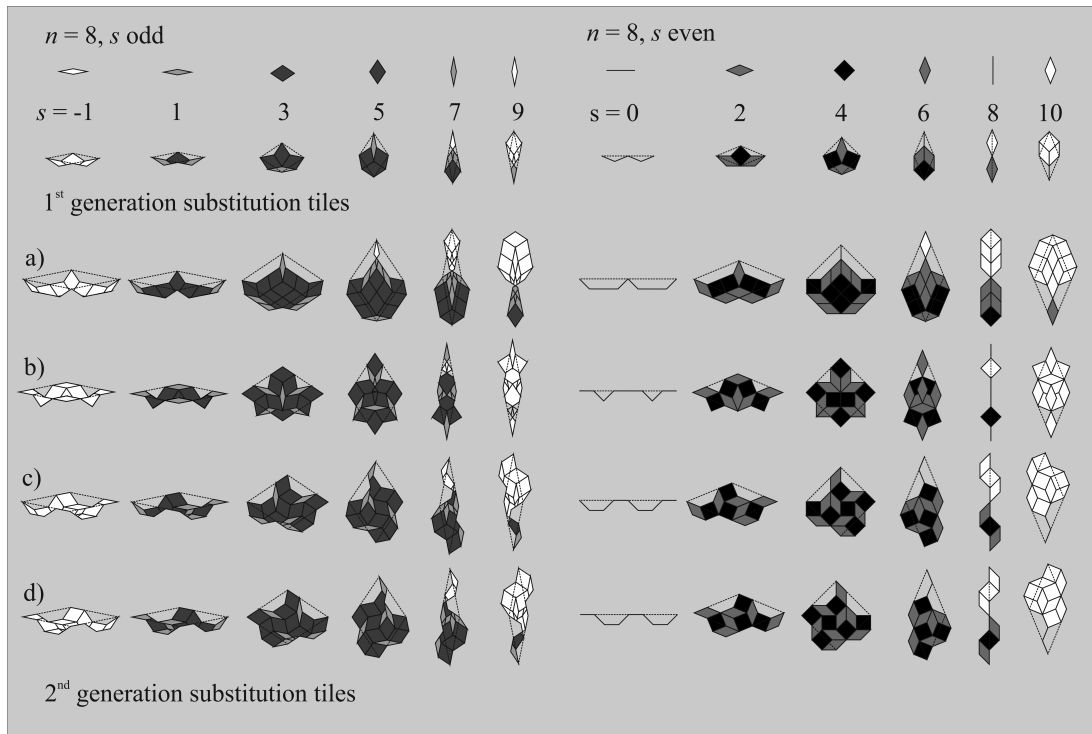 n = 8, s odd
n = 8, s even
s = -1 1 3 5 7 9
s = 0 2 4 6 8 10
1st generation substitution tiles
a)
b)
c)
d)
2nd generation substitution tiles